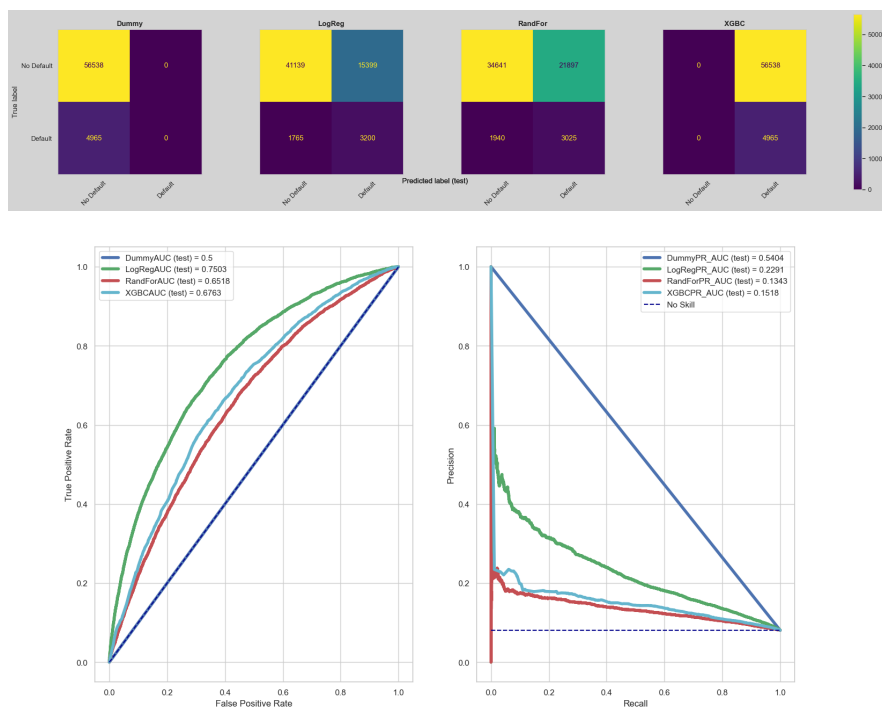 Dummy
LogReg
RandFor
XGBC
True label
No Default
Default
56538
0
4965
0
41139
15399
1765
3200
34641
21897
1940
3025
0
56538
0
4965
No Default
Default
No Default
Default
No Default
Default
No Default
Default
Predicted label (test)
5000
4000
3000
2000
1000
0
DummyAUC (test) = 0.5
LogRegAUC (test) = 0.7503
RandForAUC (test) = 0.6518
XGBCAUC (test) = 0.6763
True Positive Rate
1.0
0.8
0.6
0.4
0.2
0.0
0.0
0.2
0.4
0.6
0.8
1.0
False Positive Rate
DummyPR_AUC (test) = 0.5404
LogRegPR_AUC (test) = 0.2291
RandForPR_AUC (test) = 0.1343
XGBCPR_AUC (test) = 0.1518
No Skill
Precision
1.0
0.8
0.6
0.4
0.2
0.0
0.0
0.2
0.4
0.6
0.8
1.0
Recall